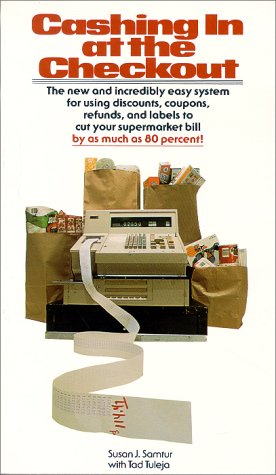 Cashing In
at the
Checkout
The new and incredibly easy system
for using discounts, coupons,
refunds, and labels to
cut your supermarket bill
by as much as 80 percent!
Susan J. Samtur
with Tad Tuleja